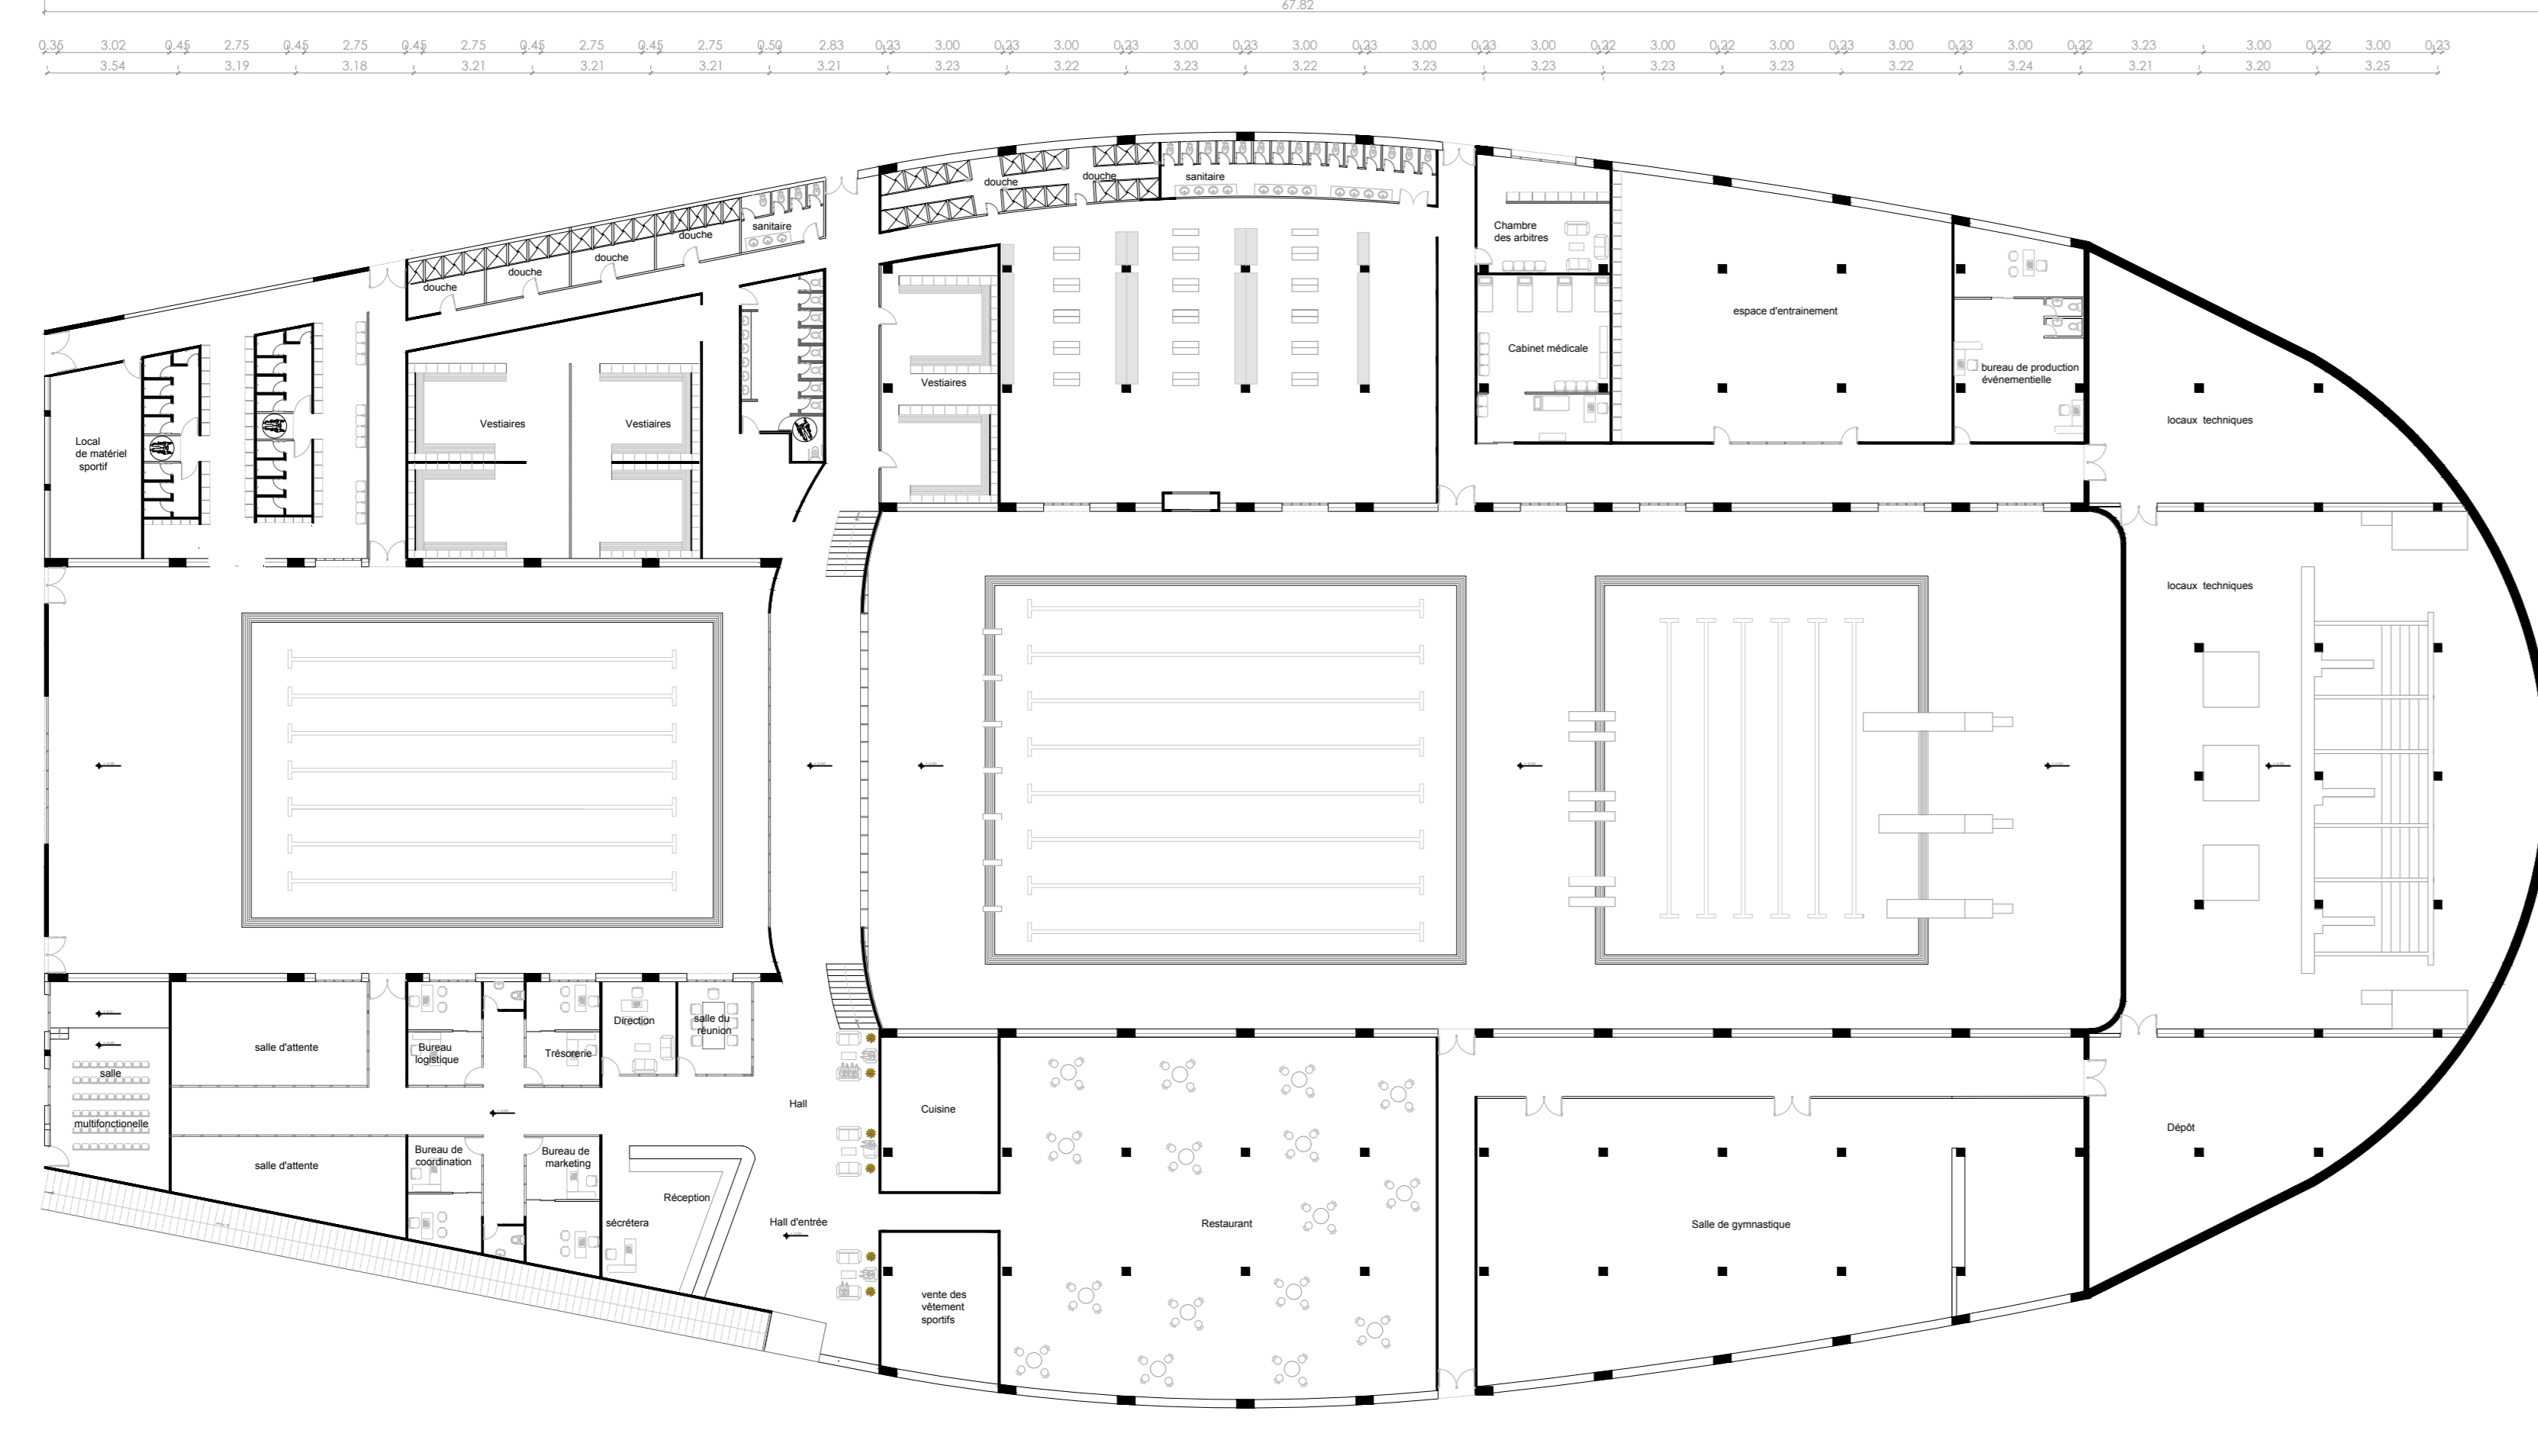 67.82
0.35 3.02 0.45 2.75 0.45 2.75 0.45 2.75 0.45 2.75 0.45 2.75 0.50 2.83 0.23 3.00 0.23 3.00 0.23 3.00 0.23 3.00 0.23 3.00 0.23 3.00 0.22 3.00 0.22 3.00 0.23 3.00 0.23 3.00 0.22 3.23 3.00 0.22 3.00 0.23
3.54 3.19 3.18 3.21 3.21 3.21 3.21 3.23 3.22 3.23 3.22 3.23 3.23 3.23 3.23 3.22 3.24 3.21 3.20 3.25
douche
douche
sanitaire
douche
douche
douche
douche
sanitaire
Chambre
des arbitres
espace d'entrainement
Cabinet médicale
bureau de production
événementielle
Vestiaires
Vestiaires
Vestiaires
Local
de matériel
sportif
locaux techniques
locaux techniques
salle d'attente
Bureau
logistique
Trésorerie
Direction
salle du
réunion
salle
multifonctionelle
Hall
Cuisine
Dépôt
salle d'attente
Bureau de
coordination
Bureau de
marketing
Réception
sécrétera
Hall d'entrée
Restaurant
Salle de gymnastique
vente des
vêtement
sportifs